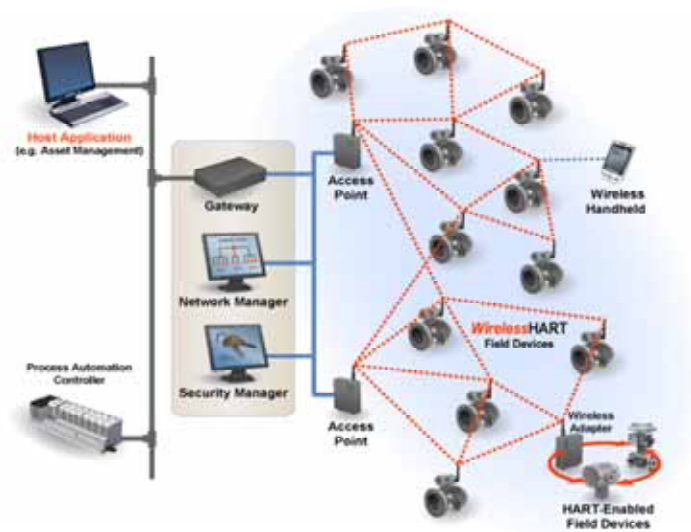 Host Application
(e.g. Asset Management)
Gateway
Access
Point
Wireless
Handheld
Network Manager
WirelessHART
Field Devices
Process Automation
Controller
Security Manager
Access
Point
Wireless
Adapter
HART-Enabled
Field Devices